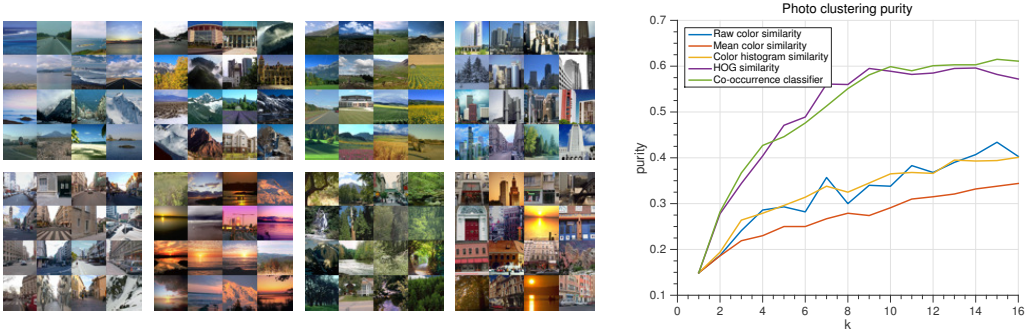 Photo clustering purity
0.7
0.6
0.5
0.4
0.3
0.2
0.1
purity
Raw color similarity
Mean color similarity
Color histogram similarity
HOG similarity
Co-occurrence classifier
0 2 4 6 8 10 12 14 16
k